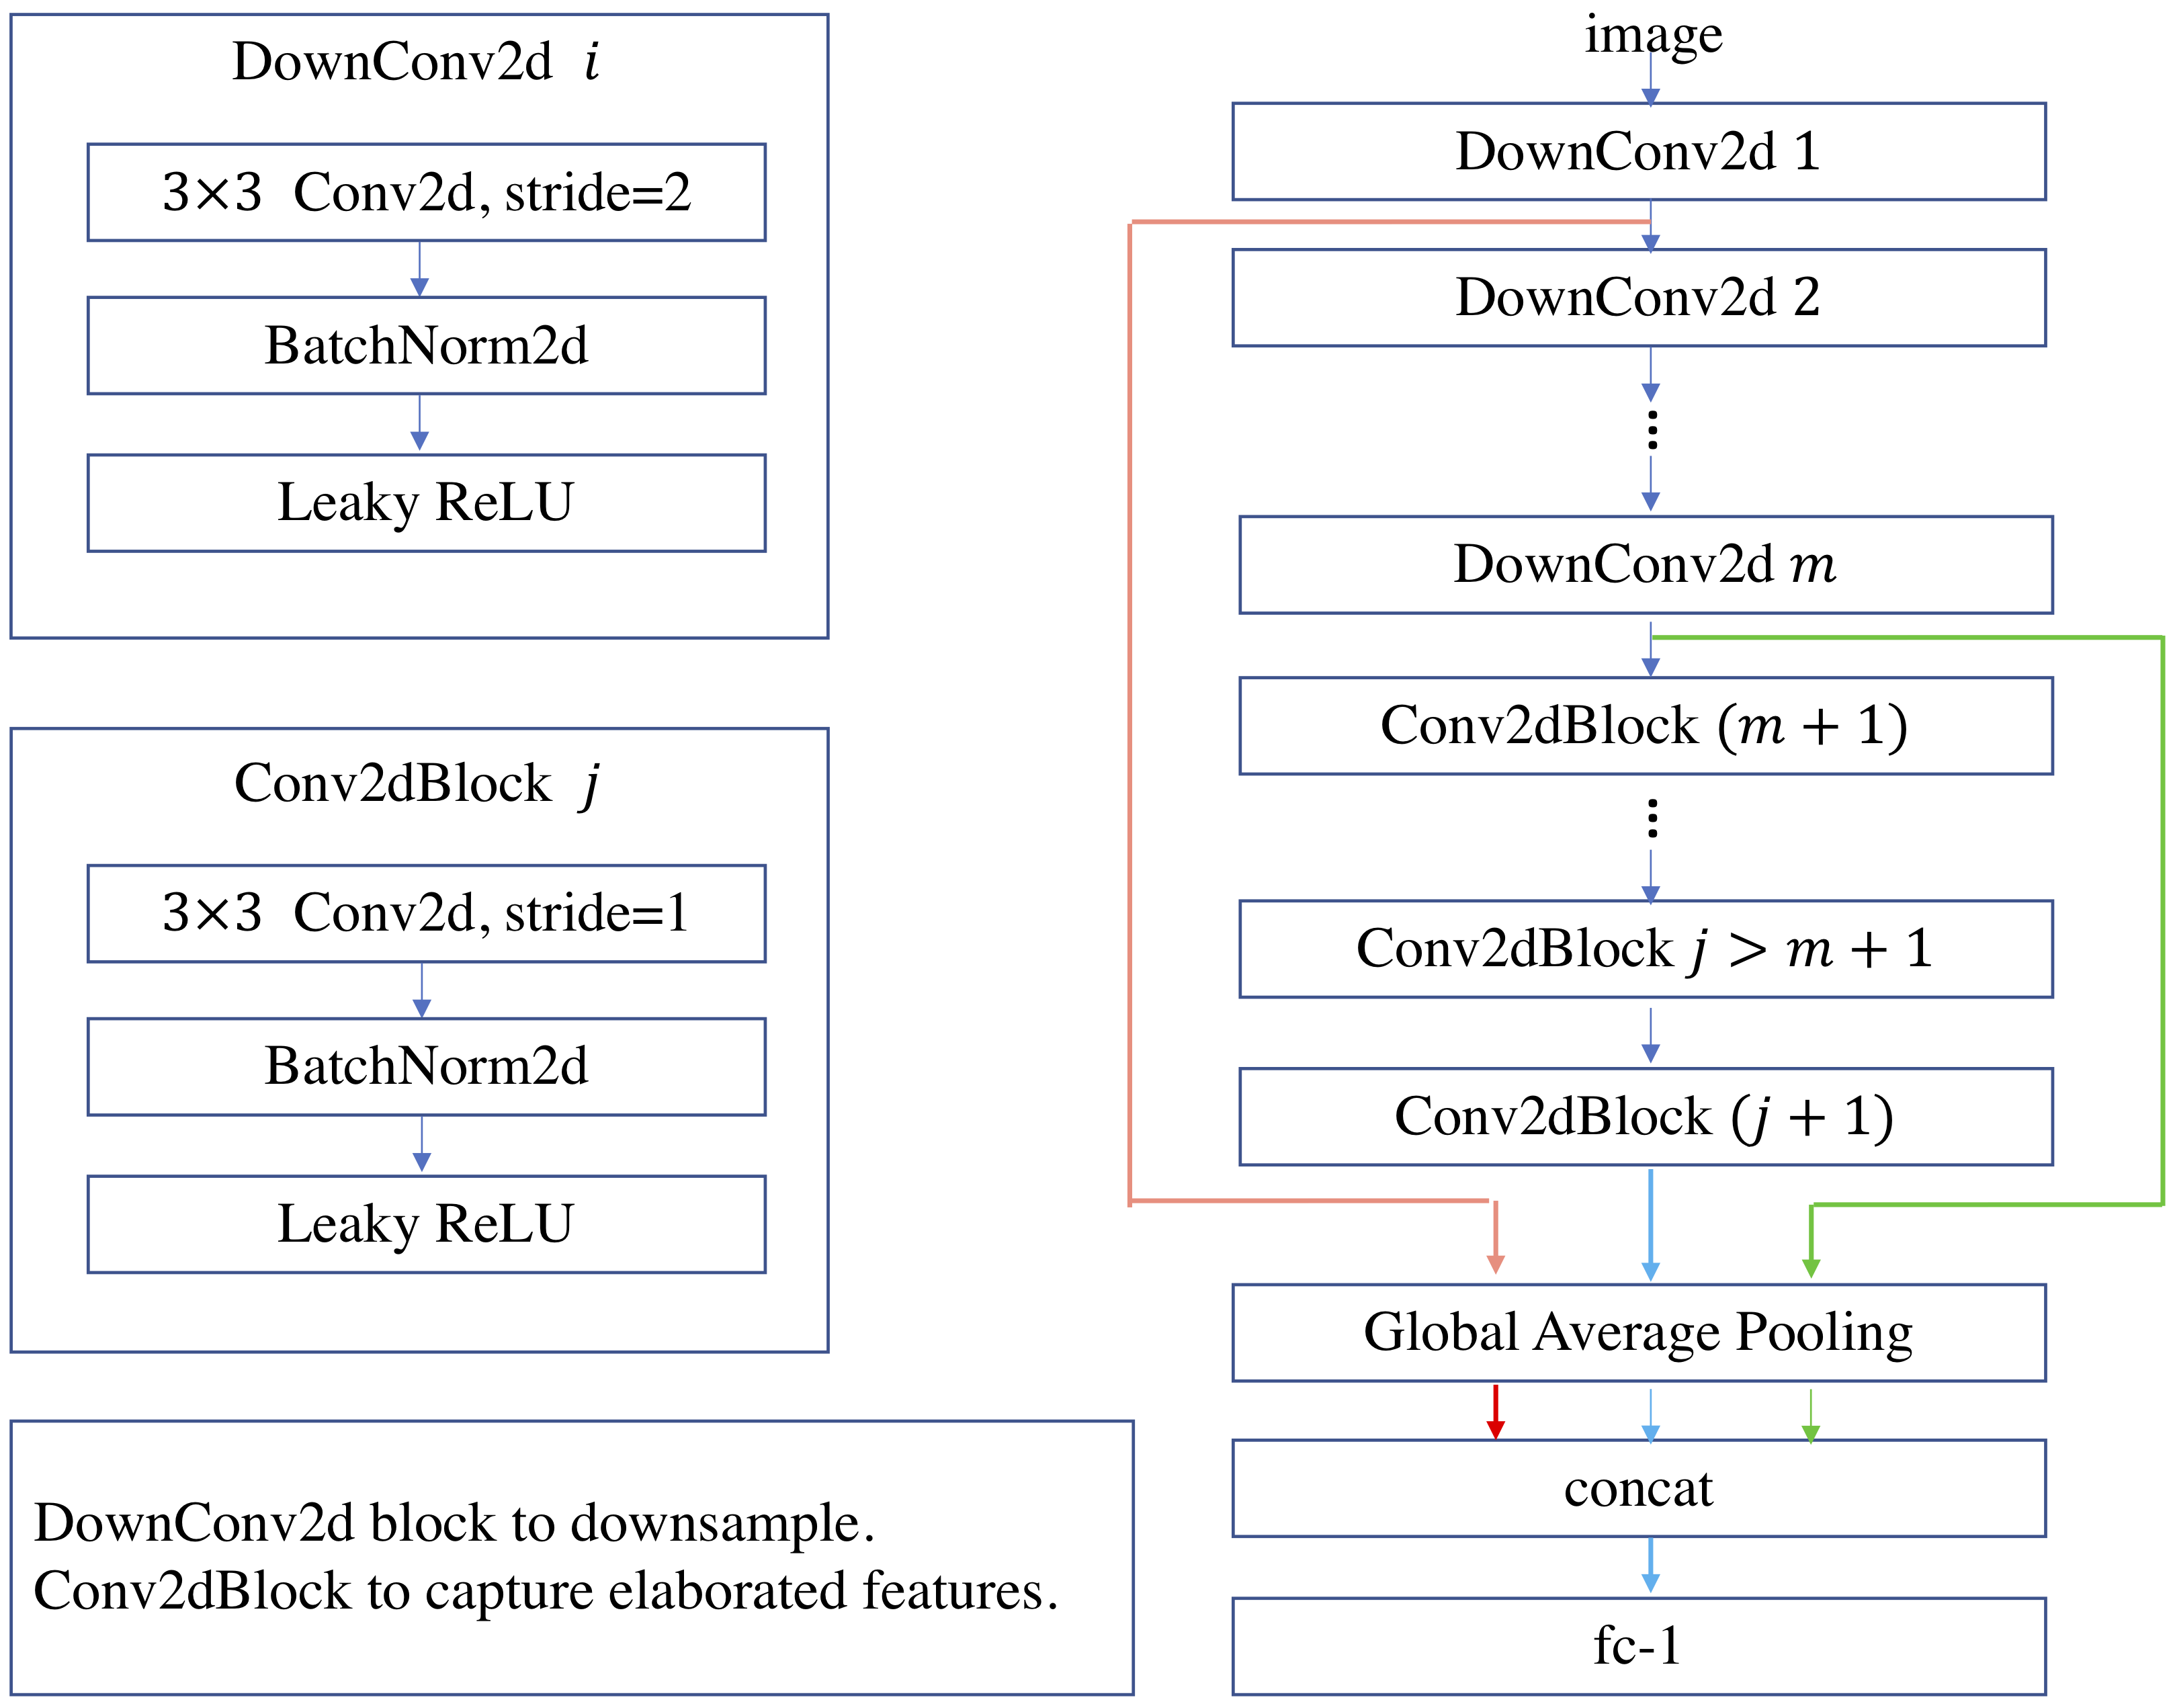 DownConv2d i
3×3 Conv2d, stride=2
BatchNorm2d
Leaky ReLU
Conv2dBlock j
3×3 Conv2d, stride=1
BatchNorm2d
Leaky ReLU
DownConv2d block to downsample.
Conv2dBlock to capture elaborated features.
image
DownConv2d 1
DownConv2d 2
⋮
DownConv2d m
Conv2dBlock (m + 1)
⋮
Conv2dBlock j > m + 1
Conv2dBlock (j + 1)
Global Average Pooling
concat
fc-1